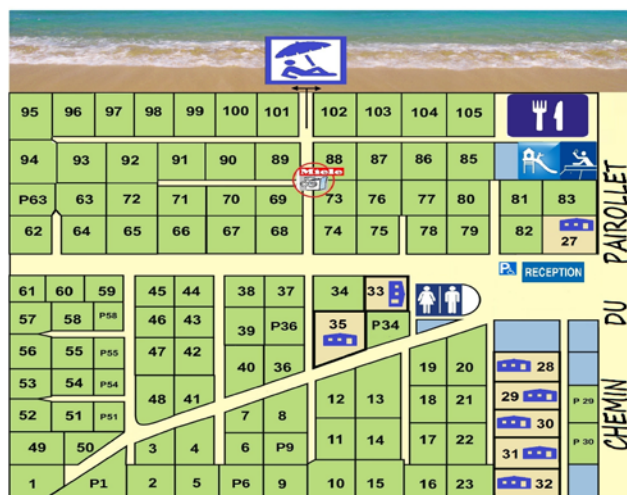 95 96 97 98 99 100 101 102 103 104 105
94 93 92 91 90 89 88 87 86 85
Miele
P63 63 72 71 70 69 73 76 77 80 81 83
62 64 65 66 67 68 74 75 78 79 82 27
P RECEPTION
61 60 59 45 44 38 37 34 33
57 58 P58 46 43 39 P36 35 P34
56 55 P55 47 42 40 36 19 20 28
53 54 P54 48 41 12 13 18 21 29 P 29
52 51 P51 7 8 30
49 50 3 4 6 P9 11 14 17 22 31 P 30
1 P1 2 5 P6 9 10 15 16 23 32
CHEMIN DU PAIROLLET